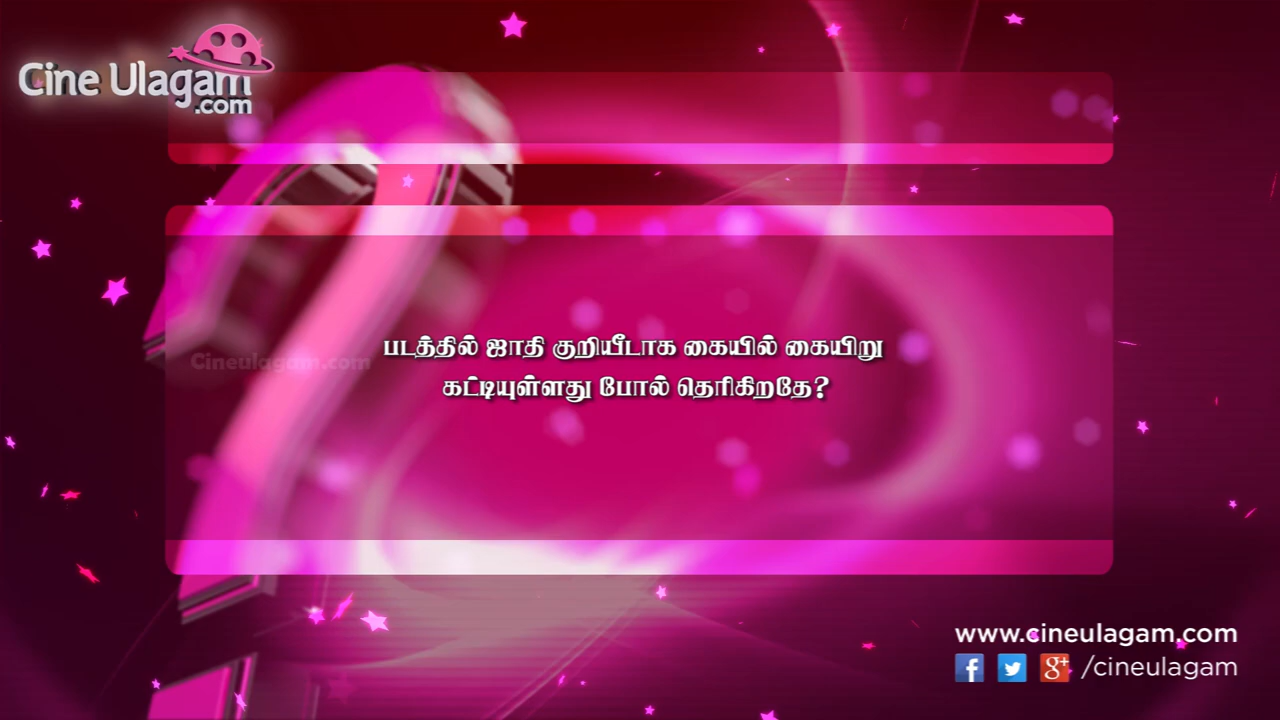 Cine Ulagam
.com
Cineulagam.com
படத்தில் ஜாதி குறியீடாக கையில் கையிறு
கட்டியுள்ளது போல் தெரிகிறதே?
www.cineulagam.com
/cineulagam